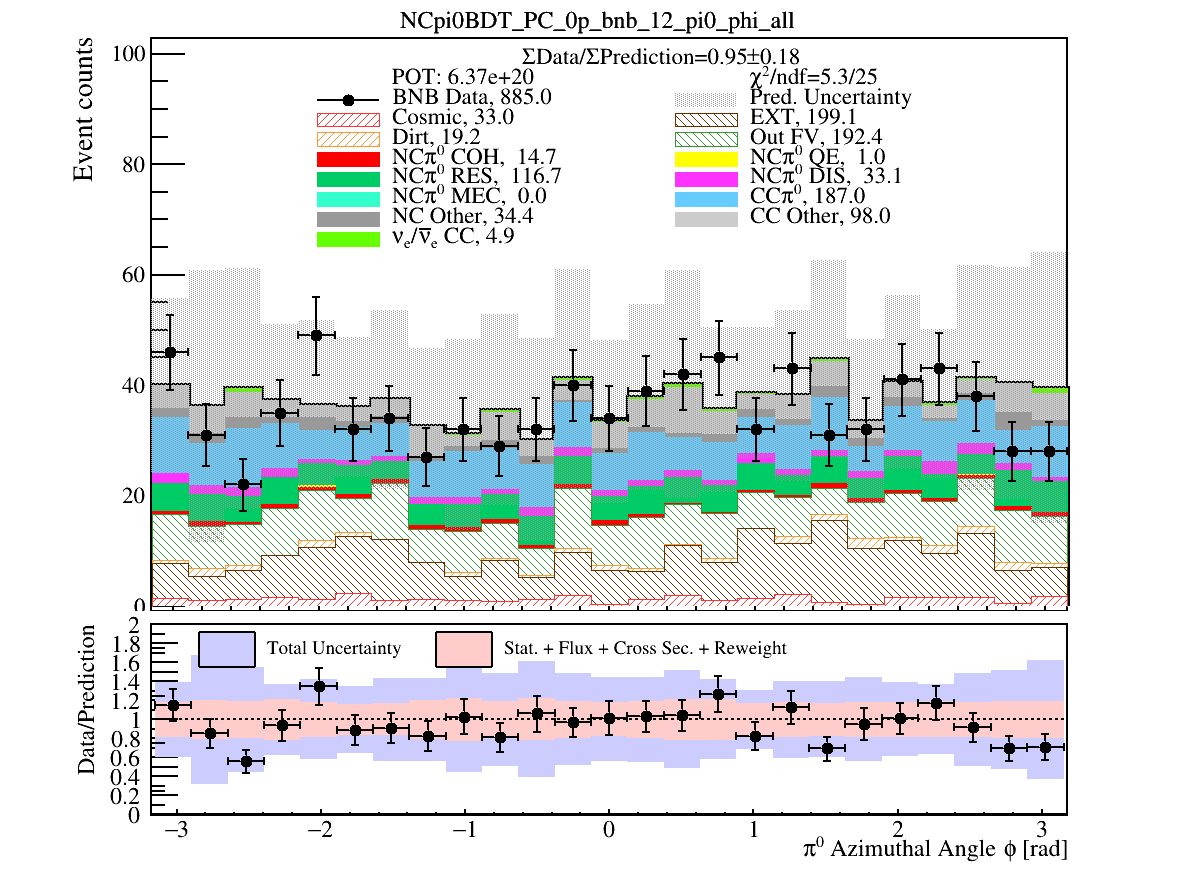 NCpi0BDT_PC_0p_bnb_12_pi0_phi_all
ΣData/ΣPrediction=0.95±0.18
POT: 6.37e+20
χ²/ndf=5.3/25
BNB Data, 885.0
Pred. Uncertainty
Cosmic, 33.0
EXT, 199.1
Dirt, 19.2
Out FV, 192.4
NCπ⁰ COH, 14.7
NCπ⁰ QE, 1.0
NCπ⁰ RES, 116.7
NCπ⁰ DIS, 33.1
NCπ⁰ MEC, 0.0
CCπ⁰, 187.0
NC Other, 34.4
CC Other, 98.0
νe/ν̄e CC, 4.9
Event counts
100
80
60
40
20
0
Data/Prediction
2
1.8
1.6
1.4
1.2
1
0.8
0.6
0.4
0.2
0
Total Uncertainty
Stat. + Flux + Cross Sec. + Reweight
−3 −2 −1 0 1 2 3
π⁰ Azimuthal Angle ϕ [rad]